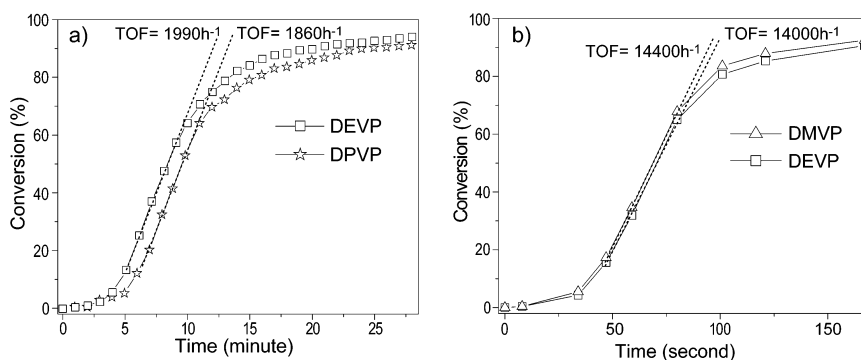 a)
TOF= 1990h-1
TOF= 1860h-1
100
80
60
40
20
0
Conversion (%)
DEVP
DPVP
0 5 10 15 20 25
Time (minute)
b)
TOF= 14400h-1
TOF= 14000h-1
100
80
60
40
20
0
Conversion (%)
DMVP
DEVP
0 50 100 150
Time (second)